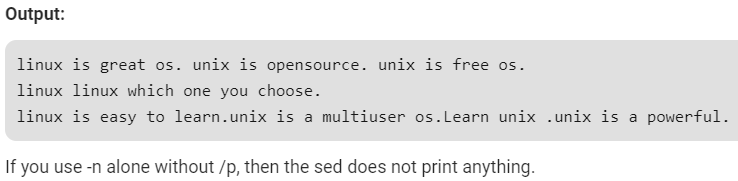 Output:
linux is great os. unix is opensource. unix is free os.
linux linux which one you choose.
linux is easy to learn.unix is a multiuser os.Learn unix .unix is a powerful.
If you use -n alone without /p, then the sed does not print anything.